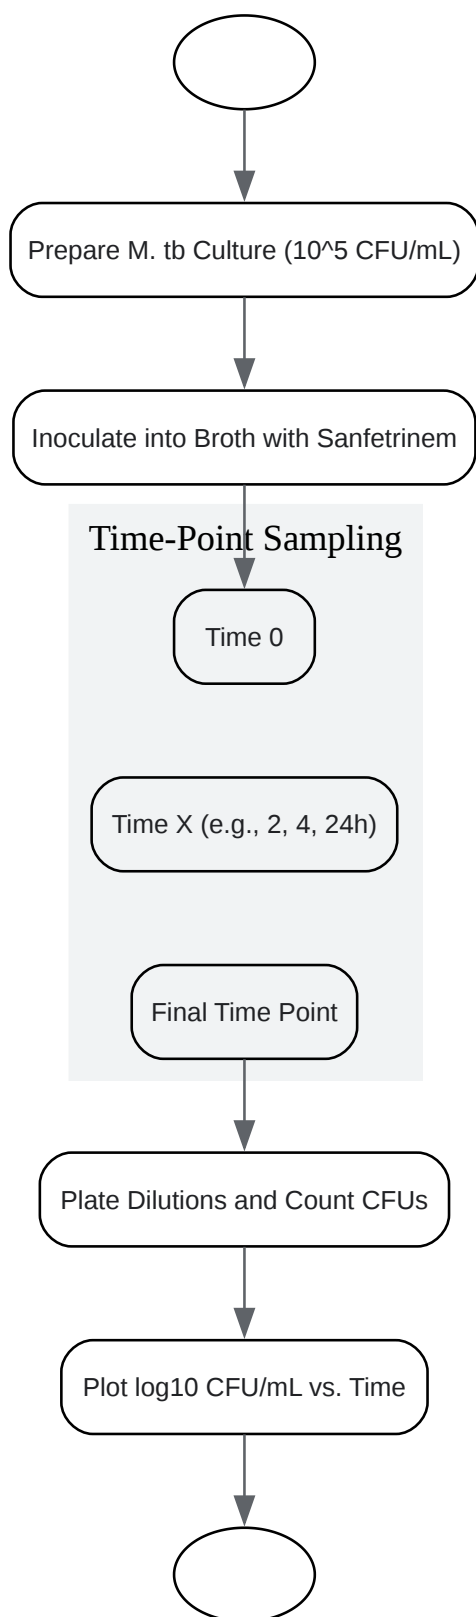 Prepare M. tb Culture (10^5 CFU/mL)
Inoculate into Broth with Sanfetrinem
Time-Point Sampling
Time 0
Time X (e.g., 2, 4, 24h)
Final Time Point
Plate Dilutions and Count CFUs
Plot log10 CFU/mL vs. Time